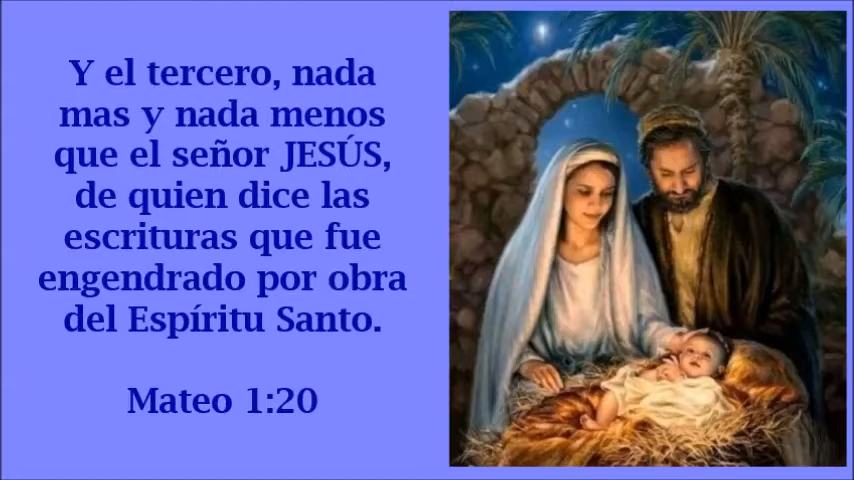 Y el tercero, nada
mas y nada menos
que el señor JESÚS,
de quien dice las
escrituras que fue
engendrado por obra
del Espíritu Santo.
Mateo 1:20